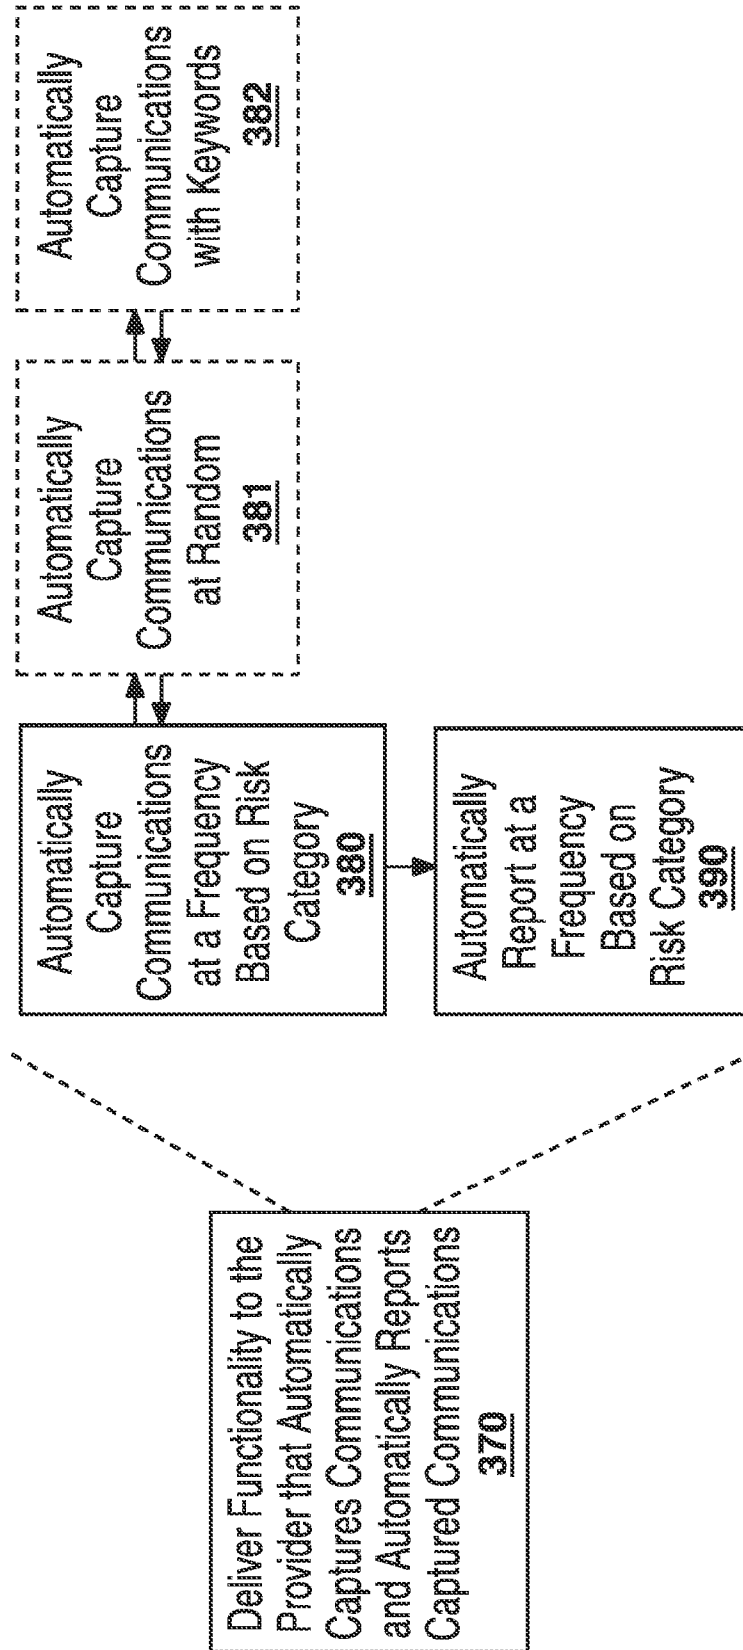 Deliver Functionality to the
Provider that Automatically
Captures Communications
and Automatically Reports
Captured Communications
370
Automatically
Capture
Communications
at a Frequency
Based on Risk
Category
380
Automatically
Capture
Communications
at Random
381
Automatically
Capture
Communications
with Keywords
382
Automatically
Report at a
Frequency
Based on
Risk Category
390